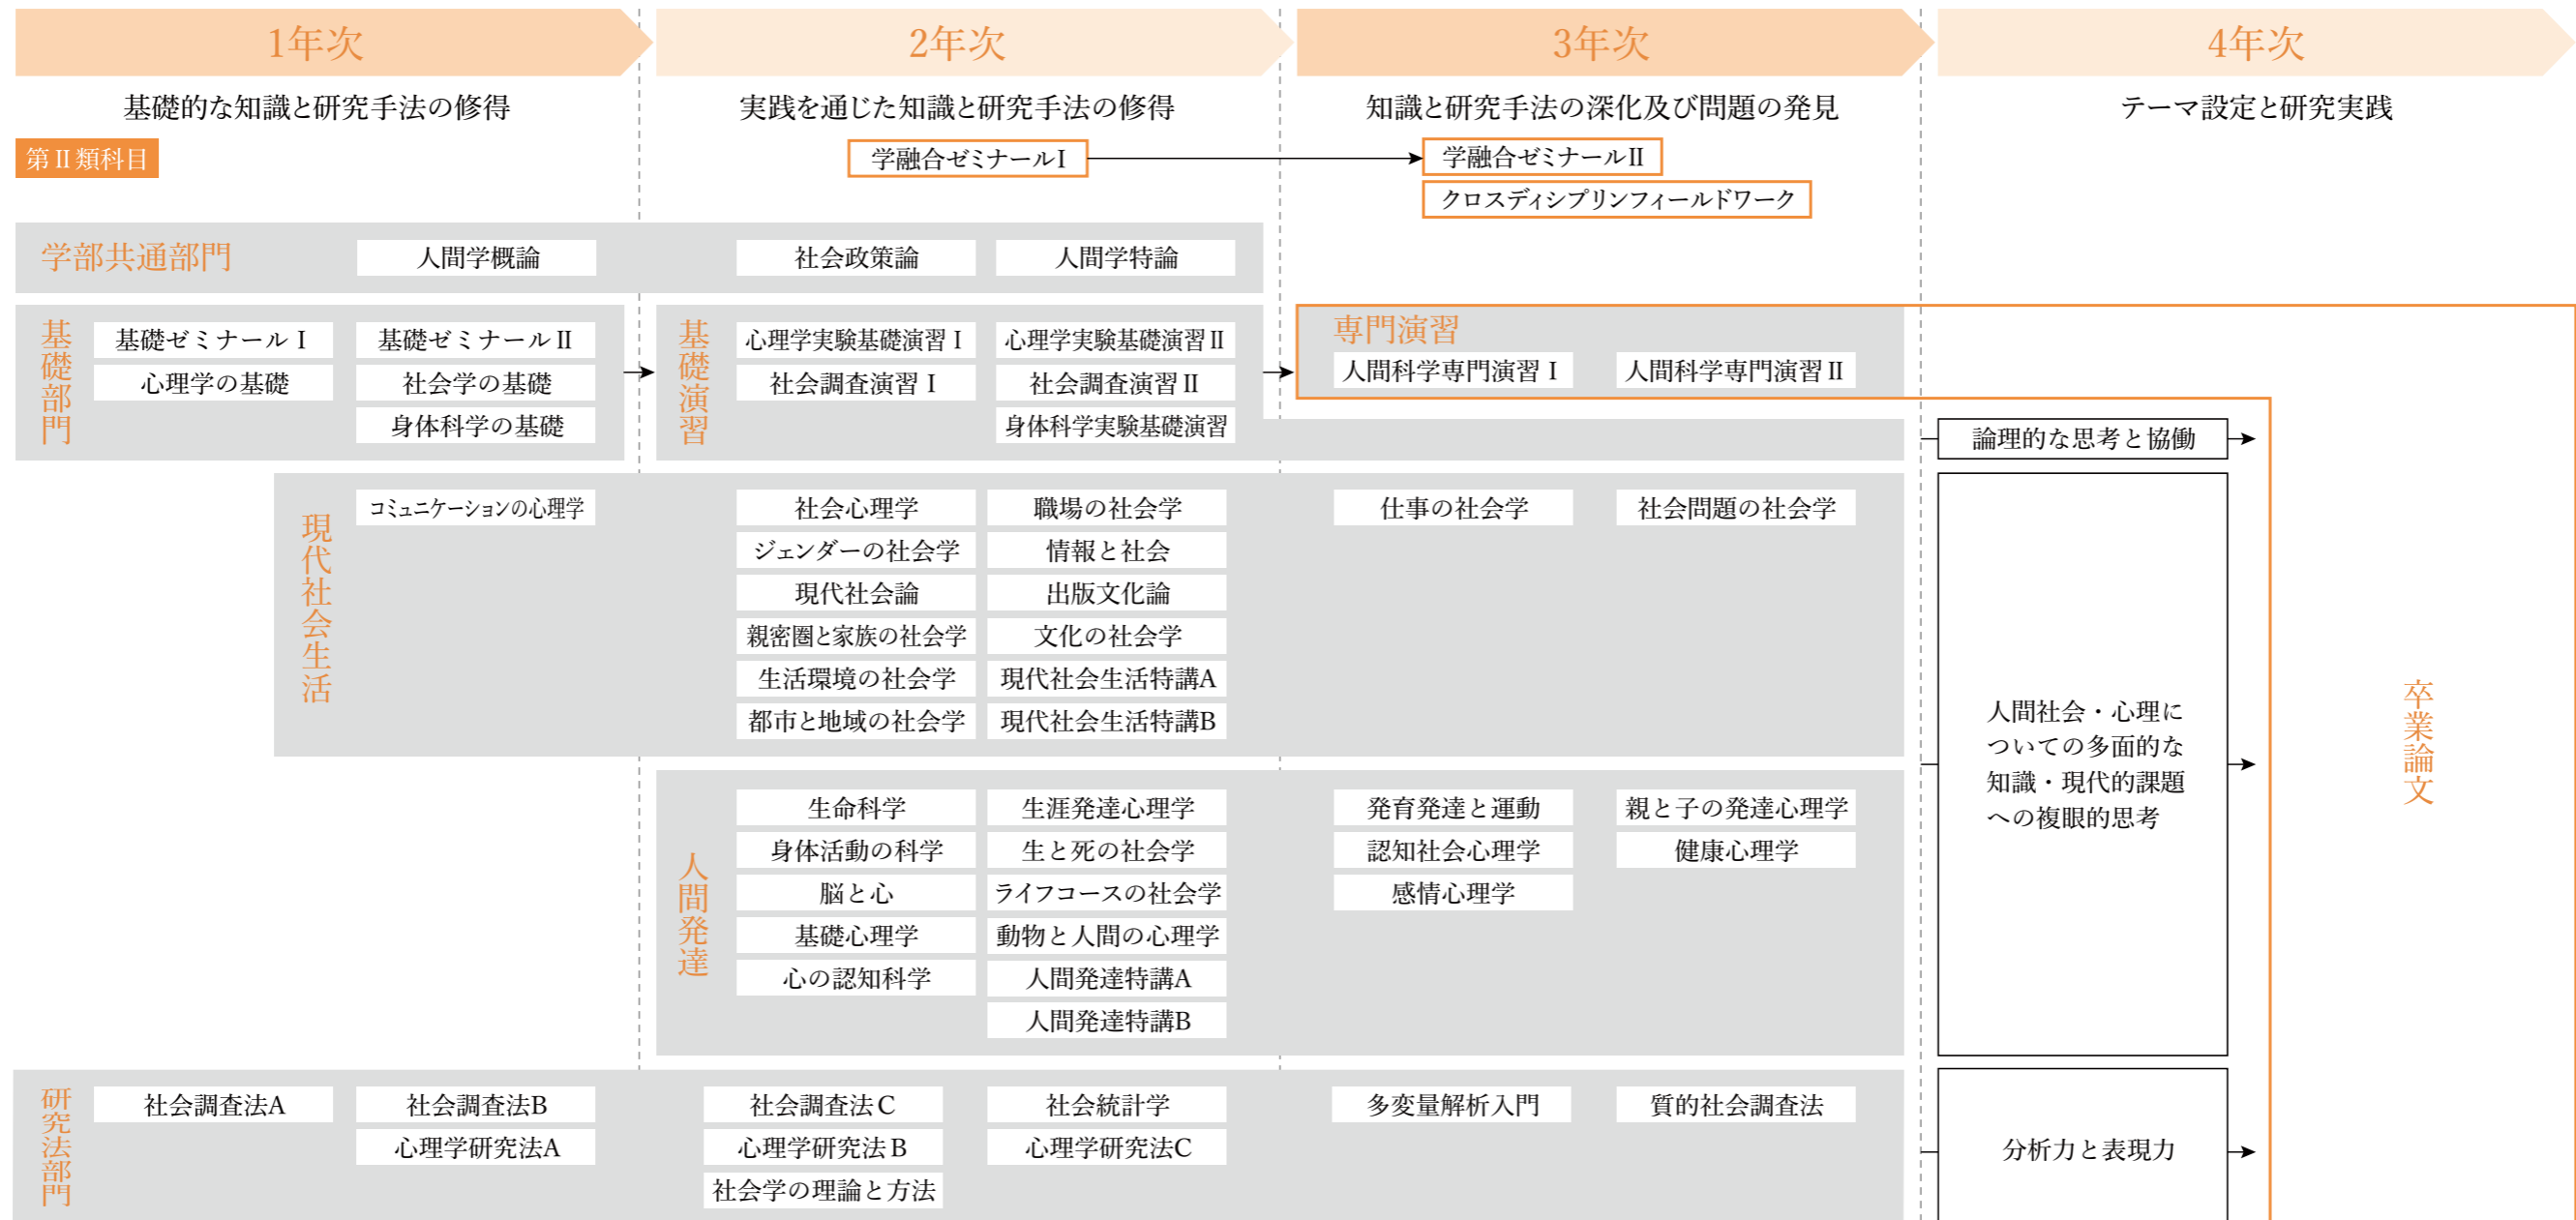 1年次
2年次
3年次
4年次
基礎的な知識と研究手法の修得
実践を通じた知識と研究手法の修得
知識と研究手法の深化及び問題の発見
テーマ設定と研究実践
第Ⅱ類科目
学融合ゼミナールⅠ
学融合ゼミナールⅡ
クロスディシプリンフィールドワーク
学部共通部門
人間学概論
社会政策論
人間学特論
基礎部門
基礎ゼミナールⅠ
基礎ゼミナールⅡ
心理学の基礎
社会学の基礎
身体科学の基礎
基礎演習
心理学実験基礎演習Ⅰ
心理学実験基礎演習Ⅱ
社会調査演習Ⅰ
社会調査演習Ⅱ
身体科学実験基礎演習
専門演習
人間科学専門演習Ⅰ
人間科学専門演習Ⅱ
論理的な思考と協働
現代社会生活
コミュニケーションの心理学
社会心理学
職場の社会学
仕事の社会学
社会問題の社会学
ジェンダーの社会学
情報と社会
現代社会論
出版文化論
親密圏と家族の社会学
文化の社会学
生活環境の社会学
現代社会生活特講A
都市と地域の社会学
現代社会生活特講B
人間発達
生命科学
生涯発達心理学
発育発達と運動
親と子の発達心理学
身体活動の科学
生と死の社会学
認知社会心理学
健康心理学
脳と心
ライフコースの社会学
感情心理学
基礎心理学
動物と人間の心理学
心の認知科学
人間発達特講A
人間発達特講B
人間社会・心理に
ついての多面的な
知識・現代的課題
への複眼的思考
卒業論文
研究法部門
社会調査法A
社会調査法B
社会調査法C
社会統計学
多変量解析入門
質的社会調査法
心理学研究法A
心理学研究法B
心理学研究法C
社会学の理論と方法
分析力と表現力